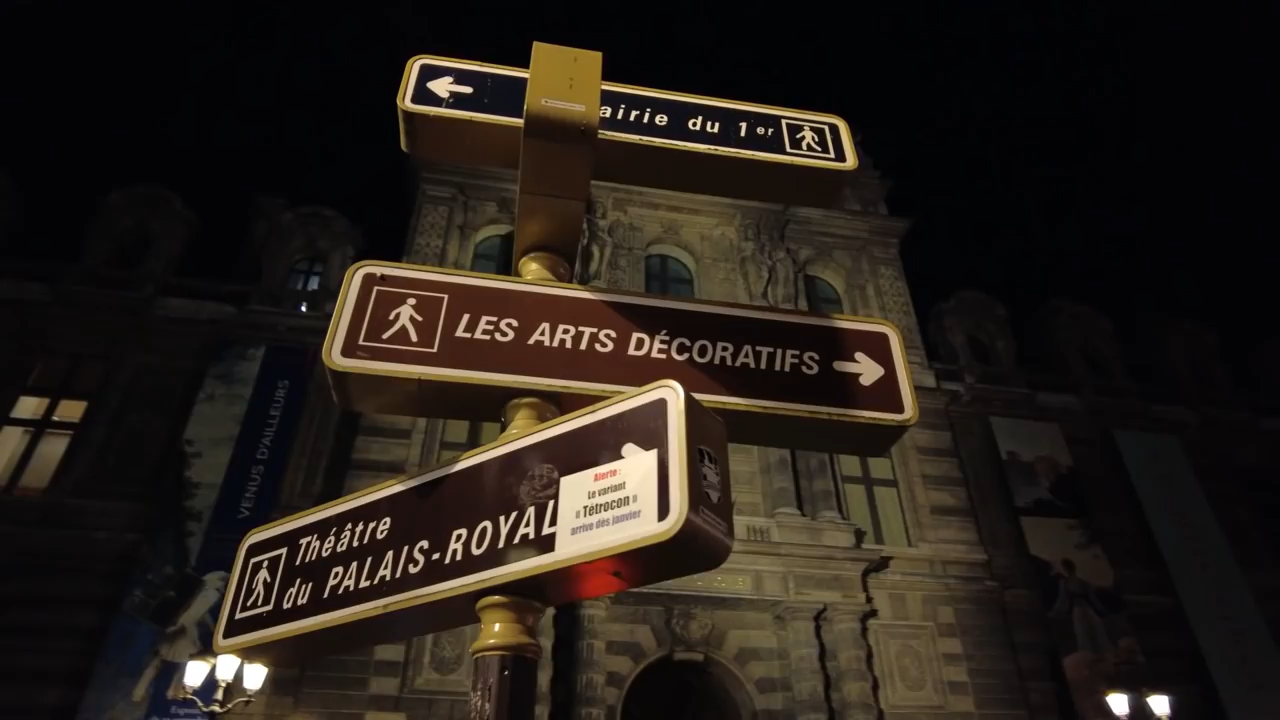 airie du 1er
LES ARTS DÉCORATIFS
Théâtre
du PALAIS-ROYAL
Alerte :
Le variant
« Tétrocon »
arrive dès janvier
VENUS D'AILLEURS